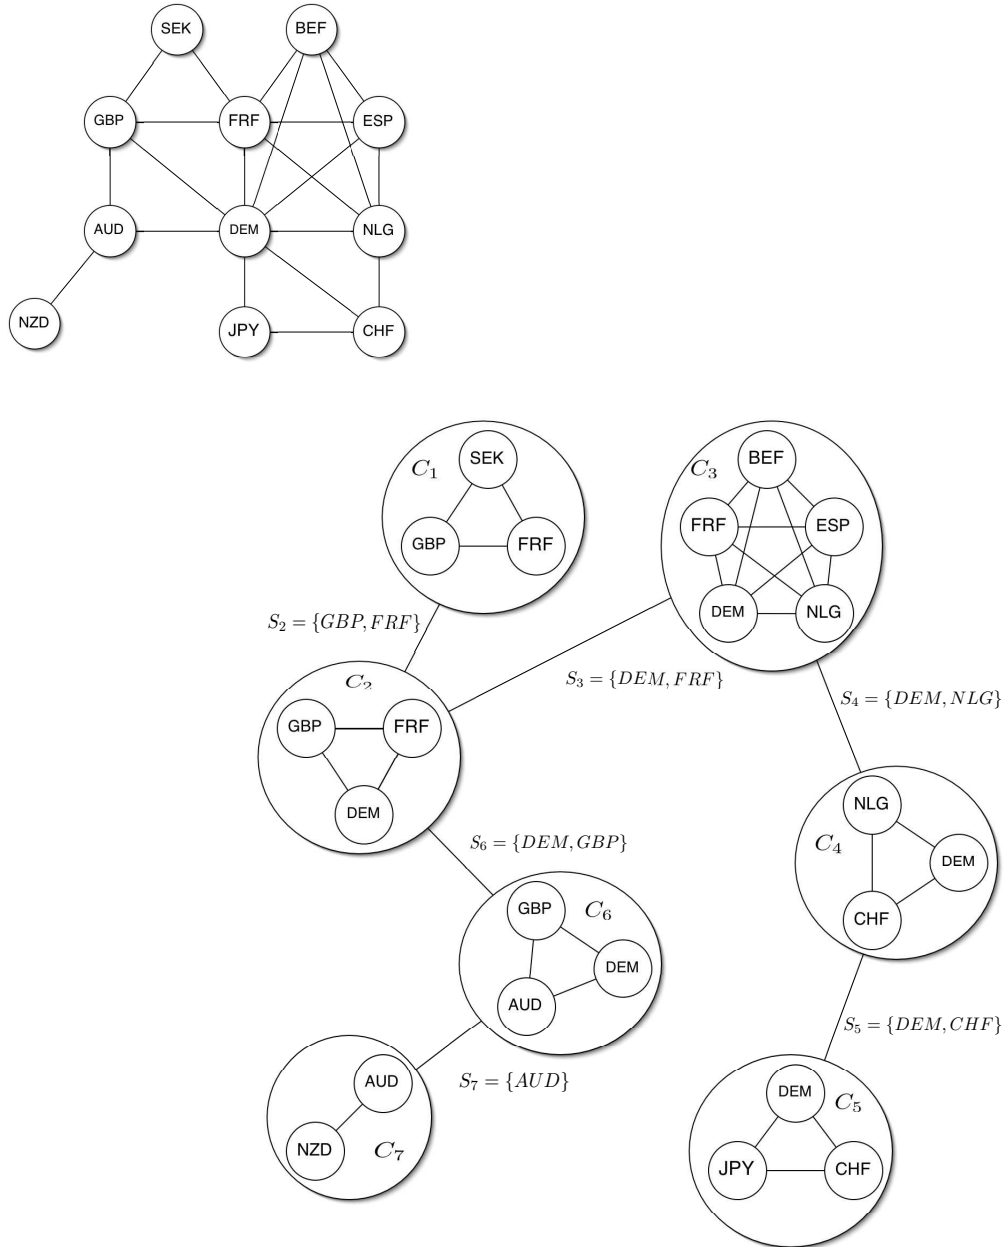 SEK BEF
GBP FRF ESP
AUD DEM NLG
NZD JPY CHF
C₁ SEK
GBP FRF
C₃ BEF
FRF ESP
DEM NLG
S₂ = {GBP, FRF}
S₃ = {DEM, FRF}
S₄ = {DEM, NLG}
C₂
GBP FRF
DEM
NLG
C₄ DEM
CHF
S₆ = {DEM, GBP}
GBP C₆
DEM
AUD
S₅ = {DEM, CHF}
S₇ = {AUD}
AUD
NZD C₇
DEM C₅
JPY CHF